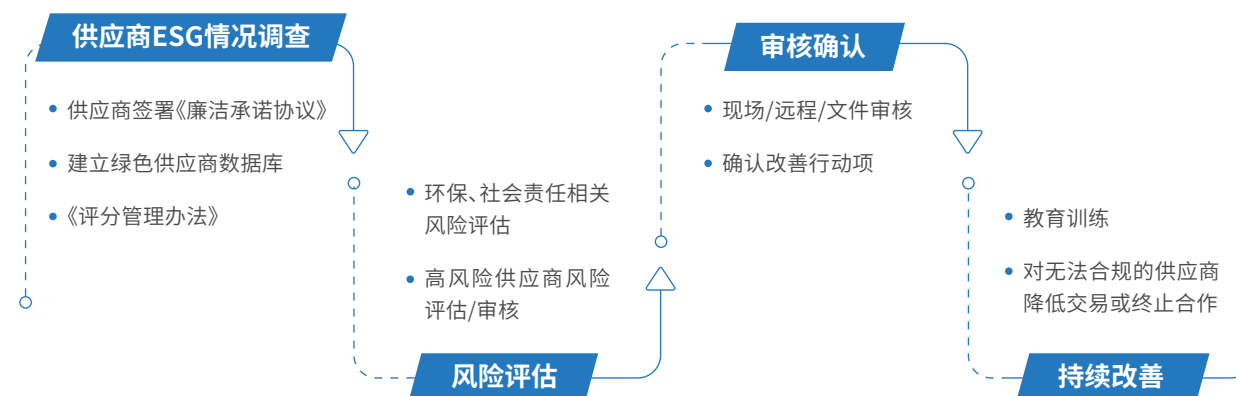 供应商ESG情况调查
供应商签署《廉洁承诺协议》
建立绿色供应商数据库
《评分管理办法》
环保、社会责任相关
风险评估
高风险供应商风险
评估/审核
风险评估
审核确认
现场/远程/文件审核
确认改善行动项
教育训练
对无法合规的供应商
降低交易或终止合作
持续改善